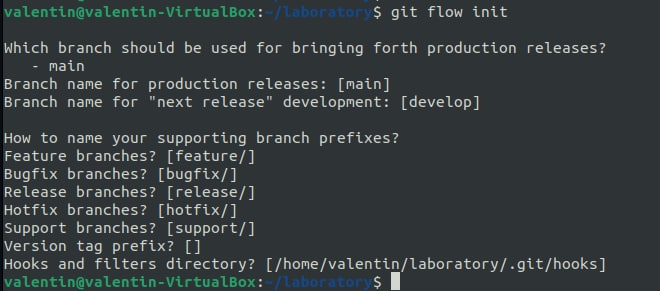 valentin@valentin-VirtualBox:~/laboratory$ git flow init
Which branch should be used for bringing forth production releases?
   - main
Branch name for production releases: [main]
Branch name for "next release" development: [develop]
How to name your supporting branch prefixes?
Feature branches? [feature/]
Bugfix branches? [bugfix/]
Release branches? [release/]
Hotfix branches? [hotfix/]
Support branches? [support/]
Version tag prefix? []
Hooks and filters directory? [/home/valentin/laboratory/.git/hooks]
valentin@valentin-VirtualBox:~/laboratory$